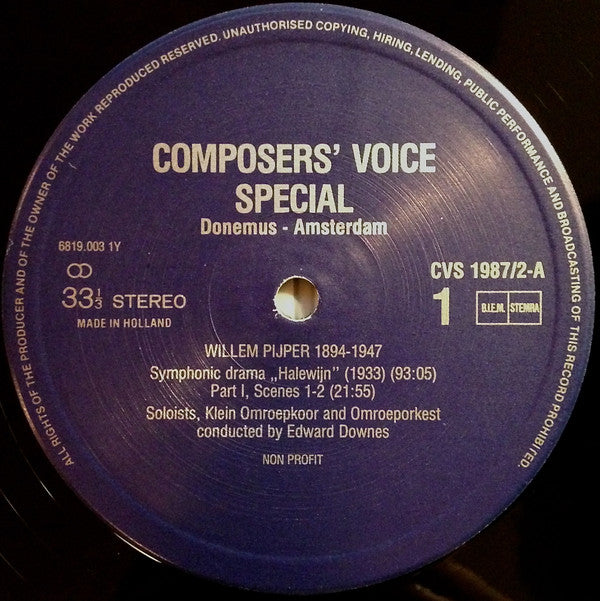 ALL RIGHTS OF THE PRODUCER AND OF THE OWNER OF THE WORK REPRODUCED RESERVED. UNAUTHORISED COPYING, HIRING, LENDING, PUBLIC PERFORMANCE AND BROADCASTING OF THIS RECORD PROHIBITED.
COMPOSERS’ VOICE
SPECIAL
Donemus - Amsterdam
6819.003 1Y
33⅓ STEREO
MADE IN HOLLAND
CVS 1987/2-A
1
B.I.E.M. STEMRA
WILLEM PIJPER 1894-1947
Symphonic drama „Halewijn” (1933) (93:05)
Part I, Scenes 1-2 (21:55)
Soloists, Klein Omroepkoor and Omroeporkest
conducted by Edward Downes
NON PROFIT